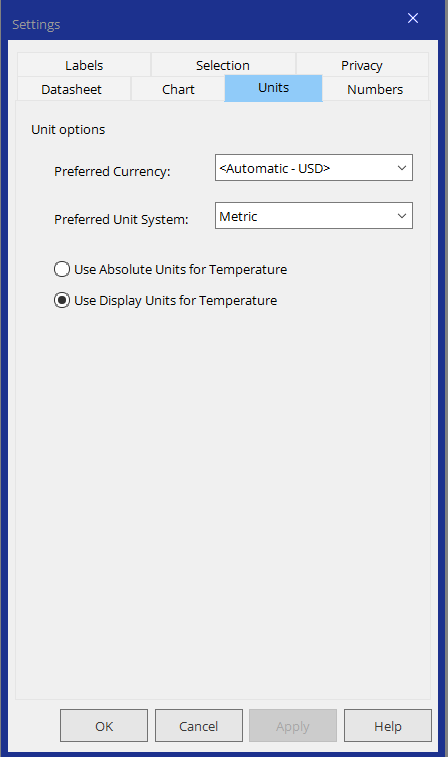 Settings
Labels Selection Privacy
Datasheet Chart Units Numbers
Unit options
Preferred Currency: <Automatic - USD>
Preferred Unit System: Metric
Use Absolute Units for Temperature
Use Display Units for Temperature
OK Cancel Apply Help